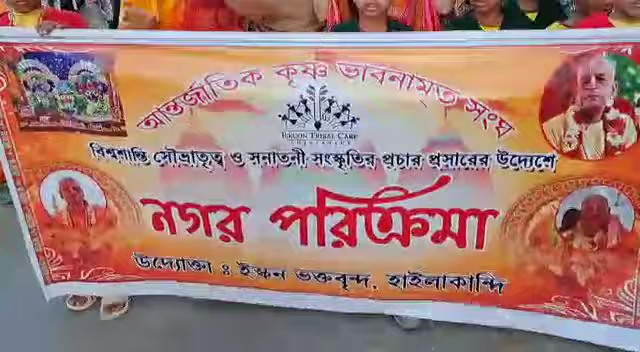 আন্তর্জাতিক কৃষ্ণ ভাবনামৃত সংঘ
ISKCON TRIBAL CARE
বিশ্বশান্তি সৌভ্রাতৃত্ব ও সনাতনী সংস্কৃতির প্রচার প্রসারের উদ্দেশে
নগর পরিক্রমা
উদ্যোক্তা ঃ ইস্কন ভক্তবৃন্দ, হাইলাকান্দি